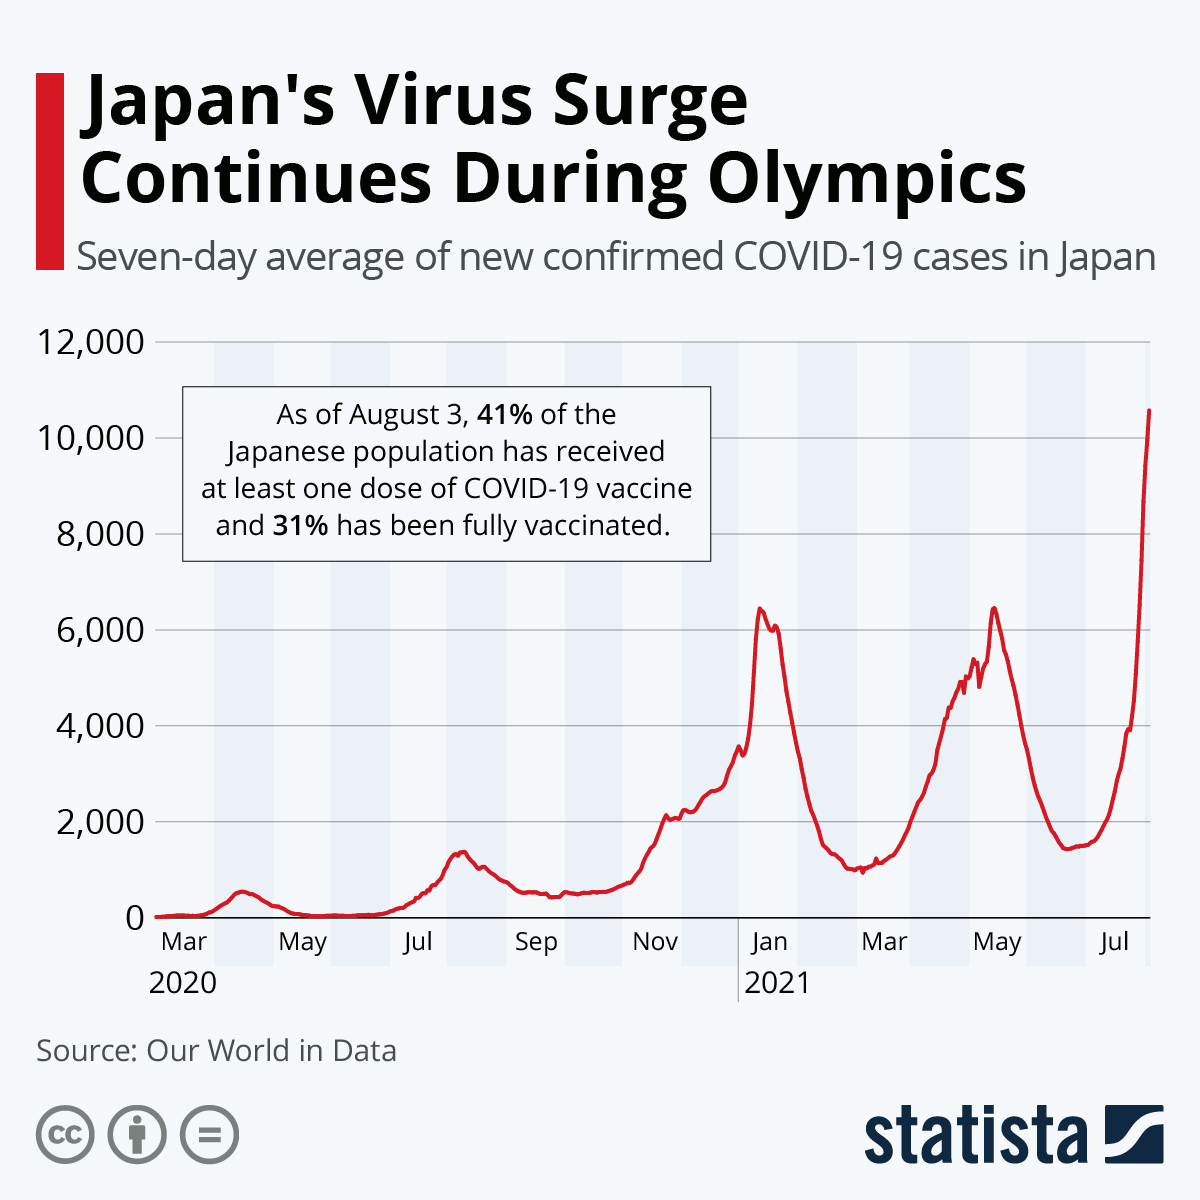 Japan's Virus Surge
Continues During Olympics
Seven-day average of new confirmed COVID-19 cases in Japan
12,000
10,000
8,000
6,000
4,000
2,000
0
As of August 3, 41% of the
Japanese population has received
at least one dose of COVID-19 vaccine
and 31% has been fully vaccinated.
Mar May Jul Sep Nov Jan Mar May Jul
2020 2021
Source: Our World in Data
cc
statista